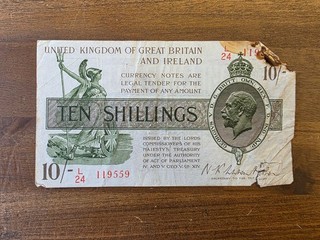 UNITED KINGDOM OF GREAT BRITAIN
AND IRELAND
L/24 119
10/-
CURRENCY NOTES ARE
LEGAL TENDER FOR THE
PAYMENT OF ANY AMOUNT
TEN SHILLINGS
ISSUED BY THE LORDS
COMMISSIONERS OF HIS
MAJESTY'S TREASURY
UNDER THE AUTHORITY
OF ACT OF PARLIAMENT
10/- L/24 119559